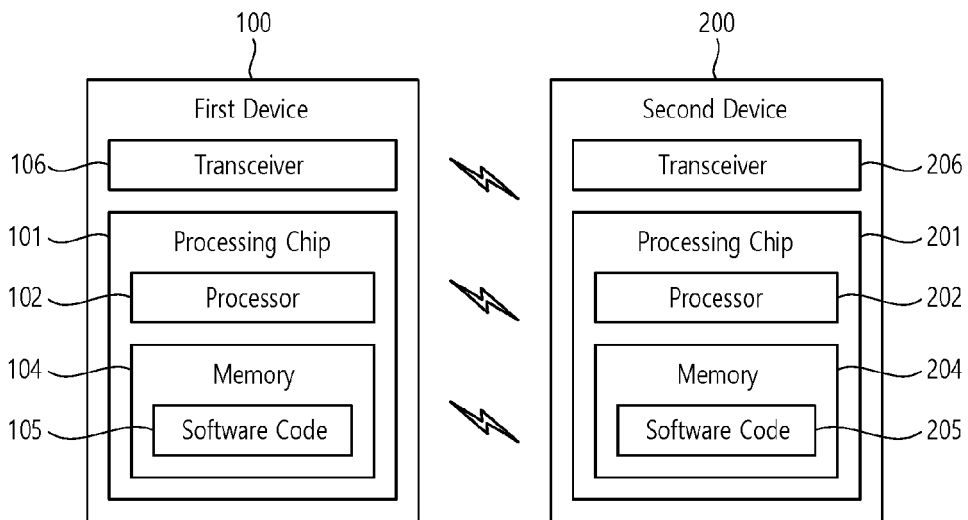 100
200
First Device
Second Device
106
Transceiver
Transceiver
206
101
Processing Chip
Processing Chip
201
102
Processor
Processor
202
104
Memory
Memory
204
105
Software Code
Software Code
205